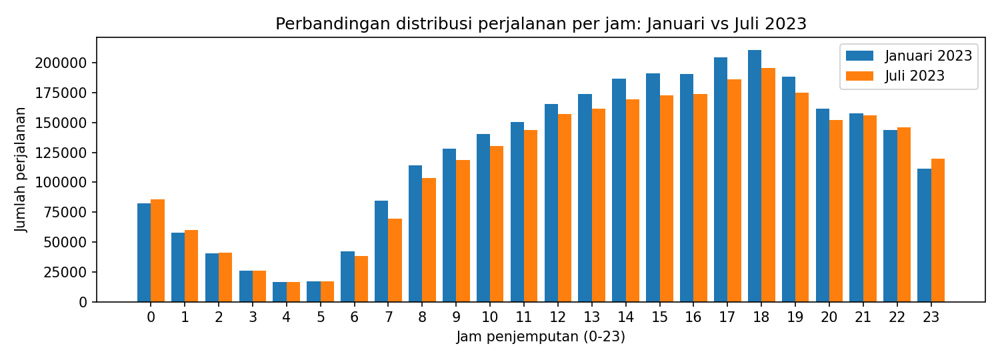 Perbandingan distribusi perjalanan per jam: Januari vs Juli 2023
Jumlah perjalanan
200000
175000
150000
125000
100000
75000
50000
25000
0
Januari 2023
Juli 2023
0 1 2 3 4 5 6 7 8 9 10 11 12 13 14 15 16 17 18 19 20 21 22 23
Jam penjemputan (0-23)